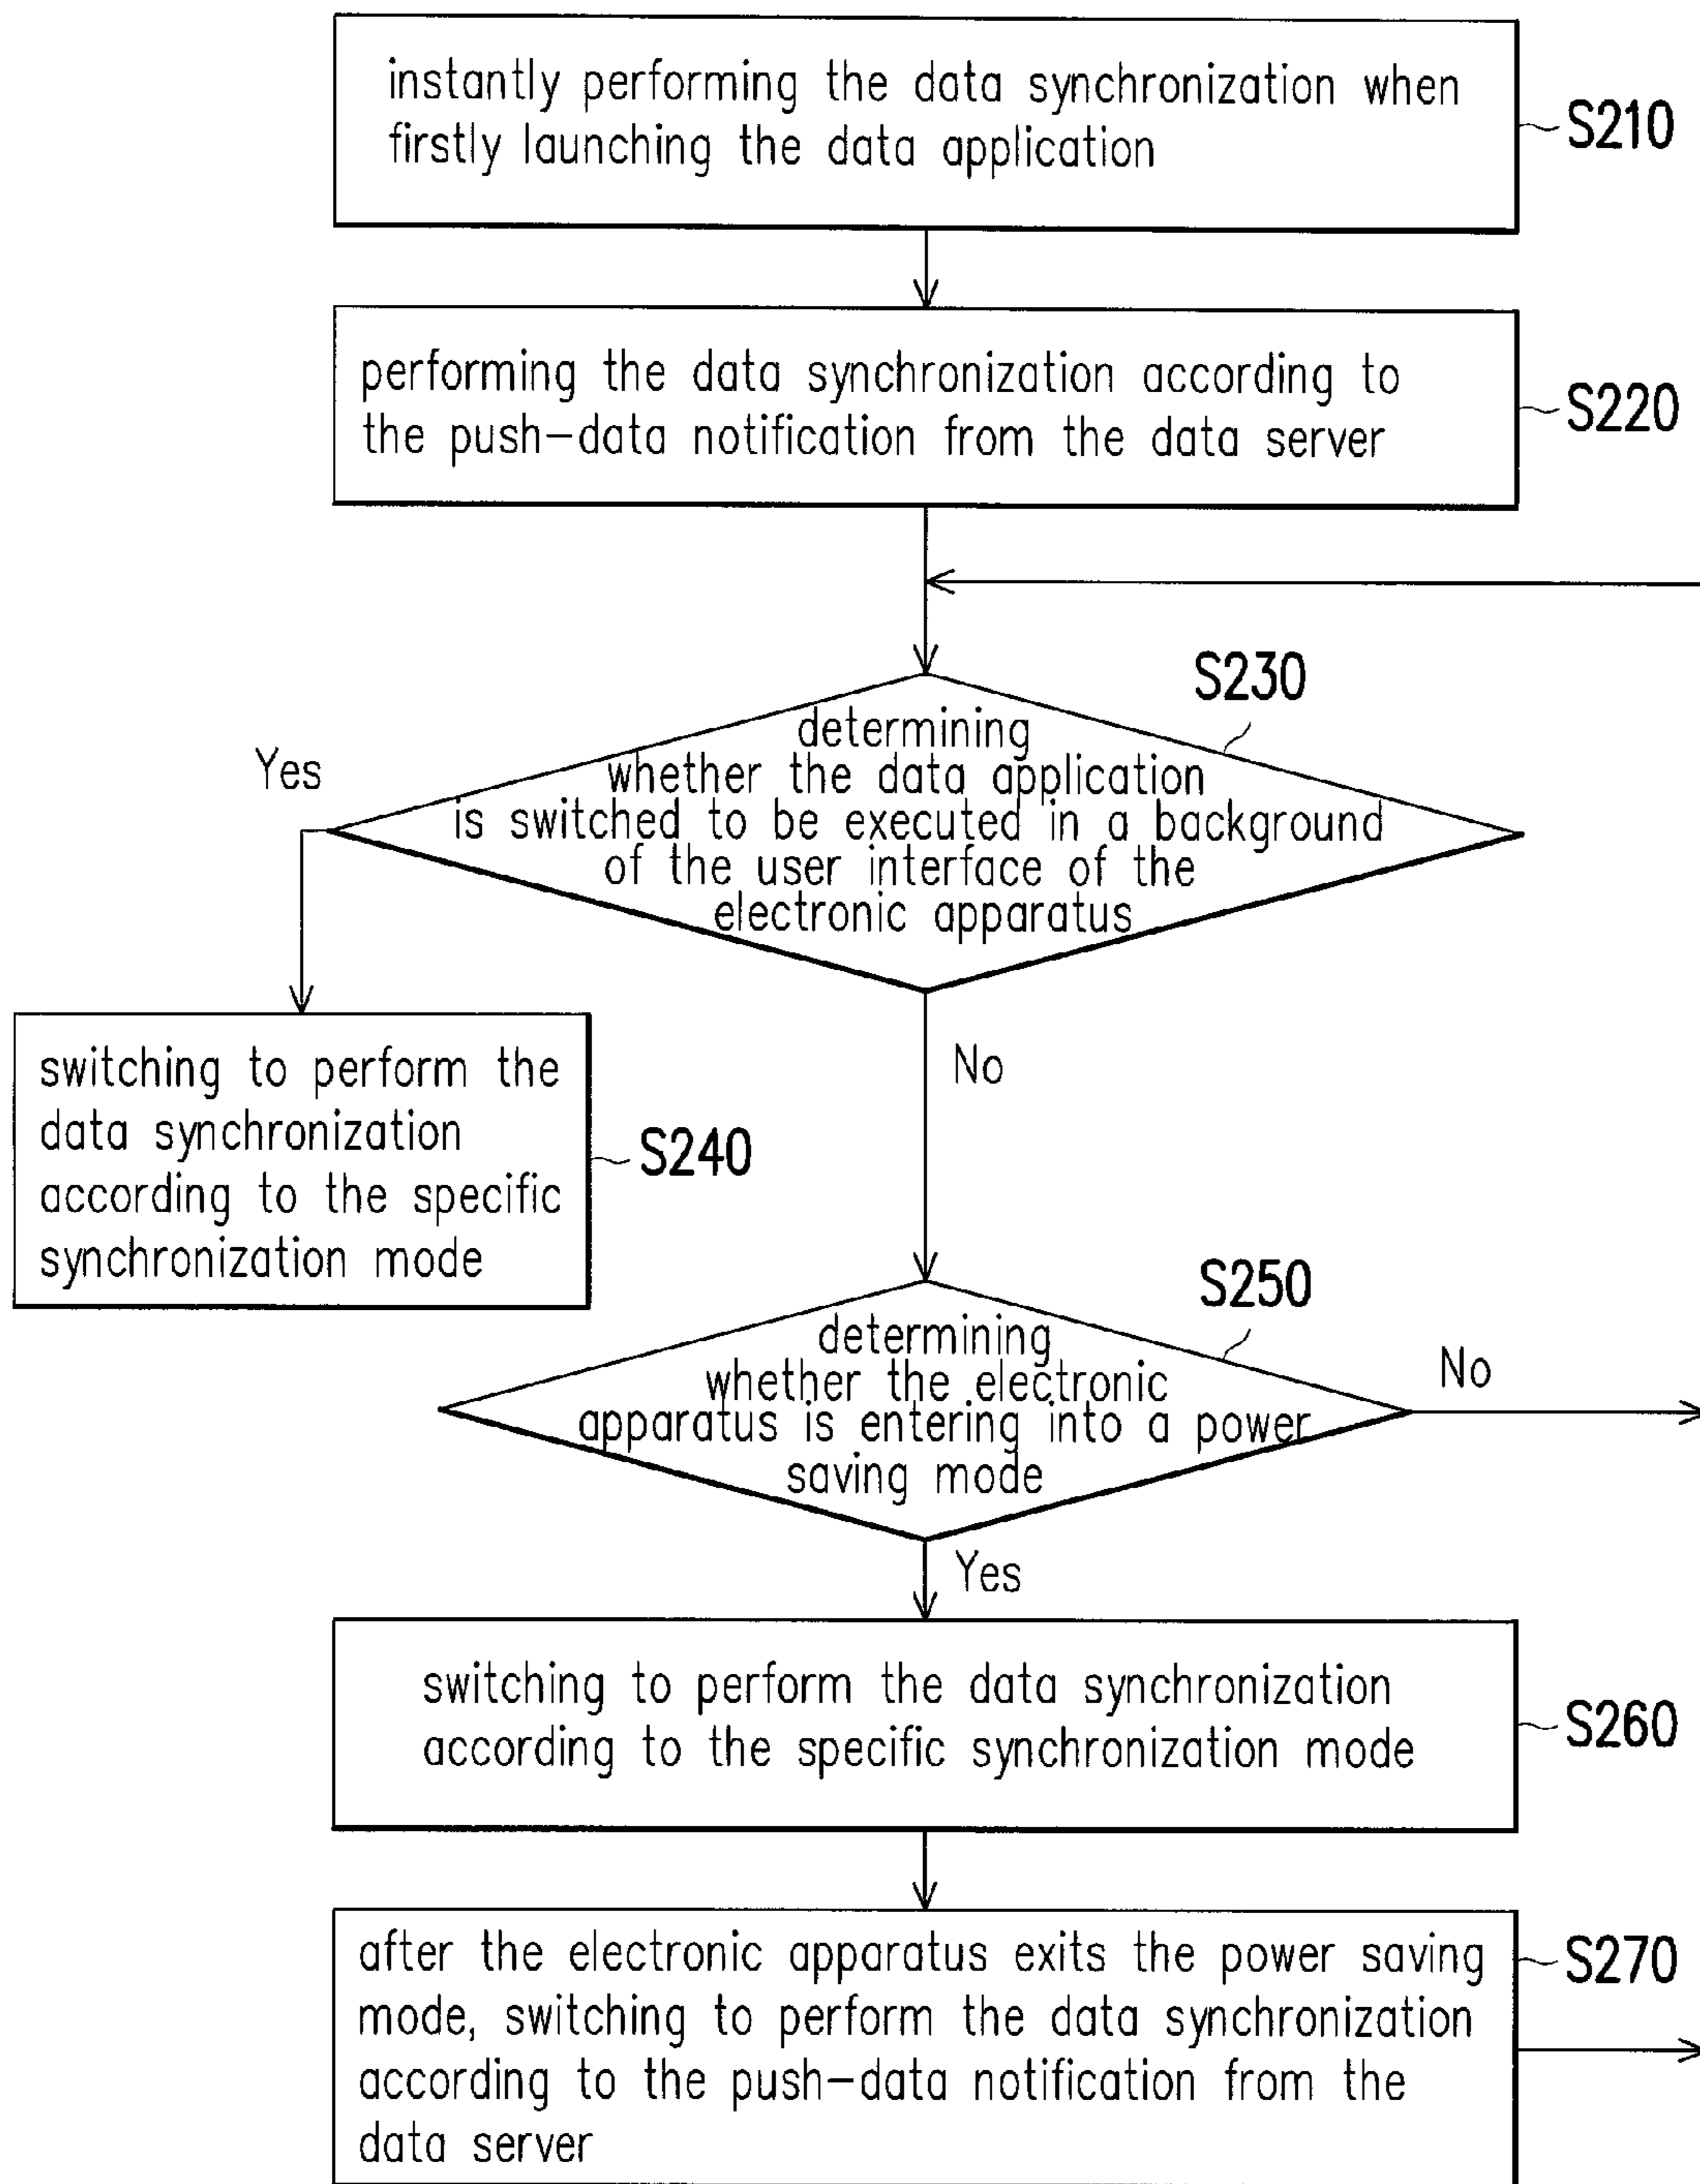 instantly performing the data synchronization when
firstly launching the data application
S210
performing the data synchronization according to
the push-data notification from the data server
S220
S230
Yes
determining
whether the data application
is switched to be executed in a background
of the user interface of the
electronic apparatus
No
switching to perform the
data synchronization
according to the specific
synchronization mode
S240
S250
determining
whether the electronic
apparatus is entering into a power
saving mode
No
Yes
switching to perform the data synchronization
according to the specific synchronization mode
S260
after the electronic apparatus exits the power saving
mode, switching to perform the data synchronization
according to the push-data notification from the
data server
S270